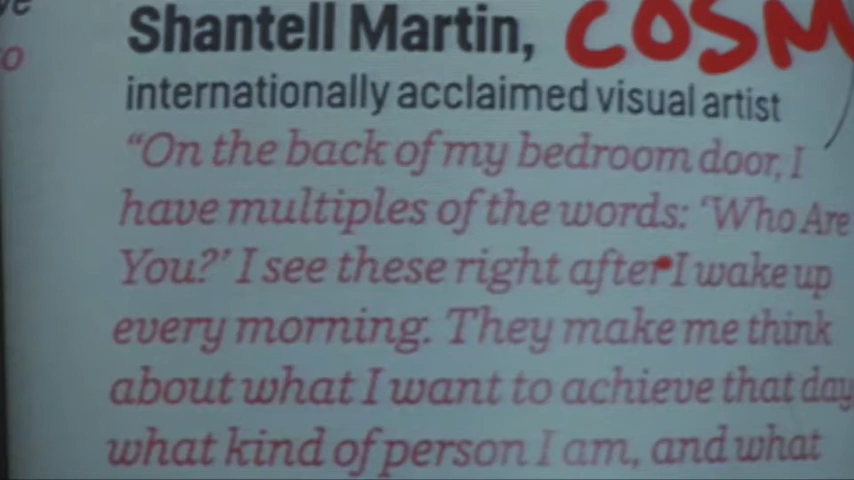 Shantell Martin,
COSM
internationally acclaimed visual artist
“On the back of my bedroom door, I
have multiples of the words: ‘Who Are
You?’ I see these right after I wake up
every morning. They make me think
about what I want to achieve that day
what kind of person I am, and what